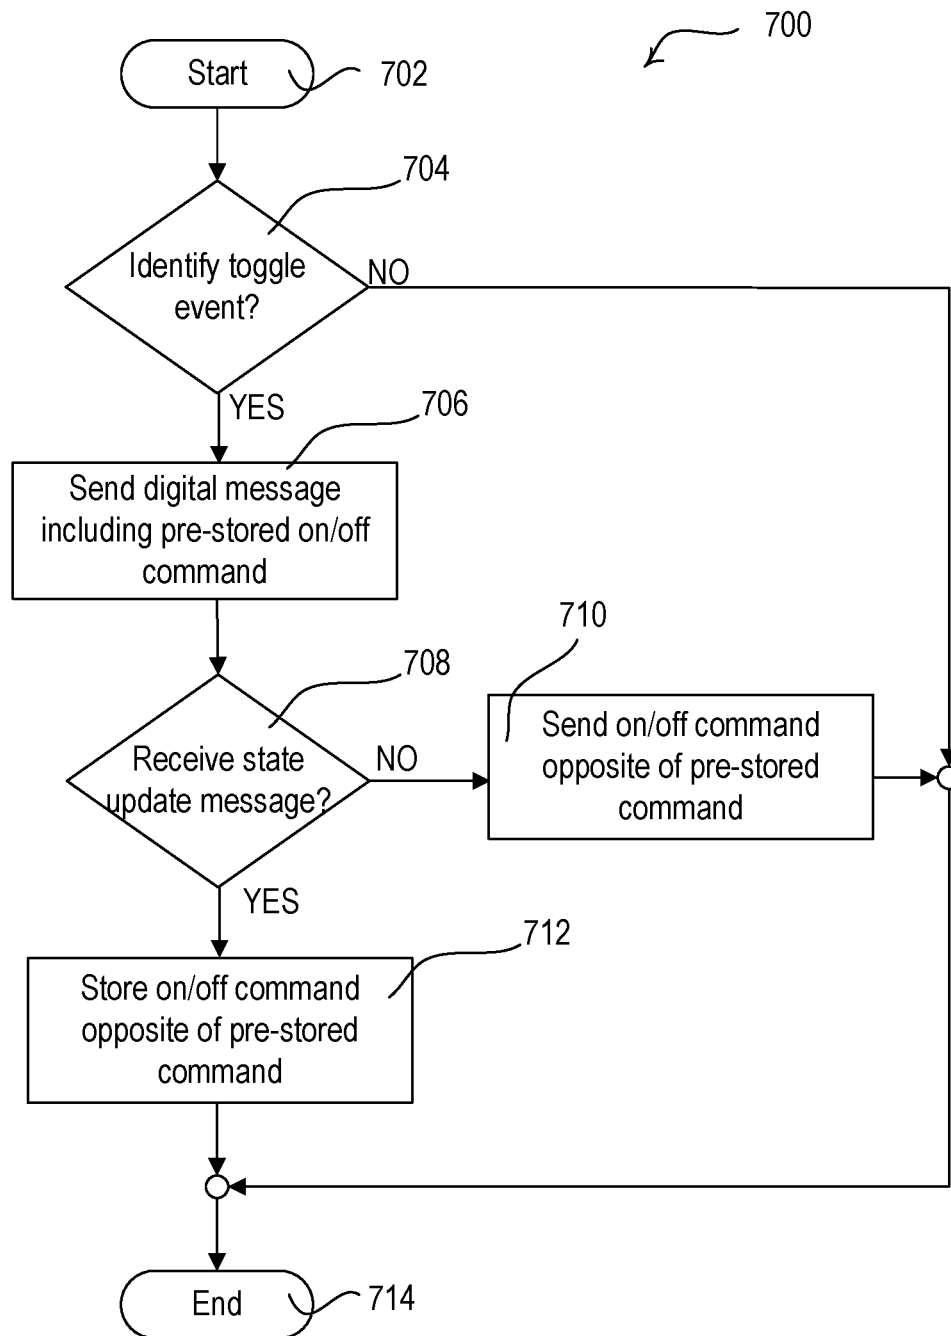 700
Start
702
704
Identify toggle
event?
NO
YES
706
Send digital message
including pre-stored on/off
command
708
Receive state
update message?
NO
710
Send on/off command
opposite of pre-stored
command
YES
712
Store on/off command
opposite of pre-stored
command
End
714